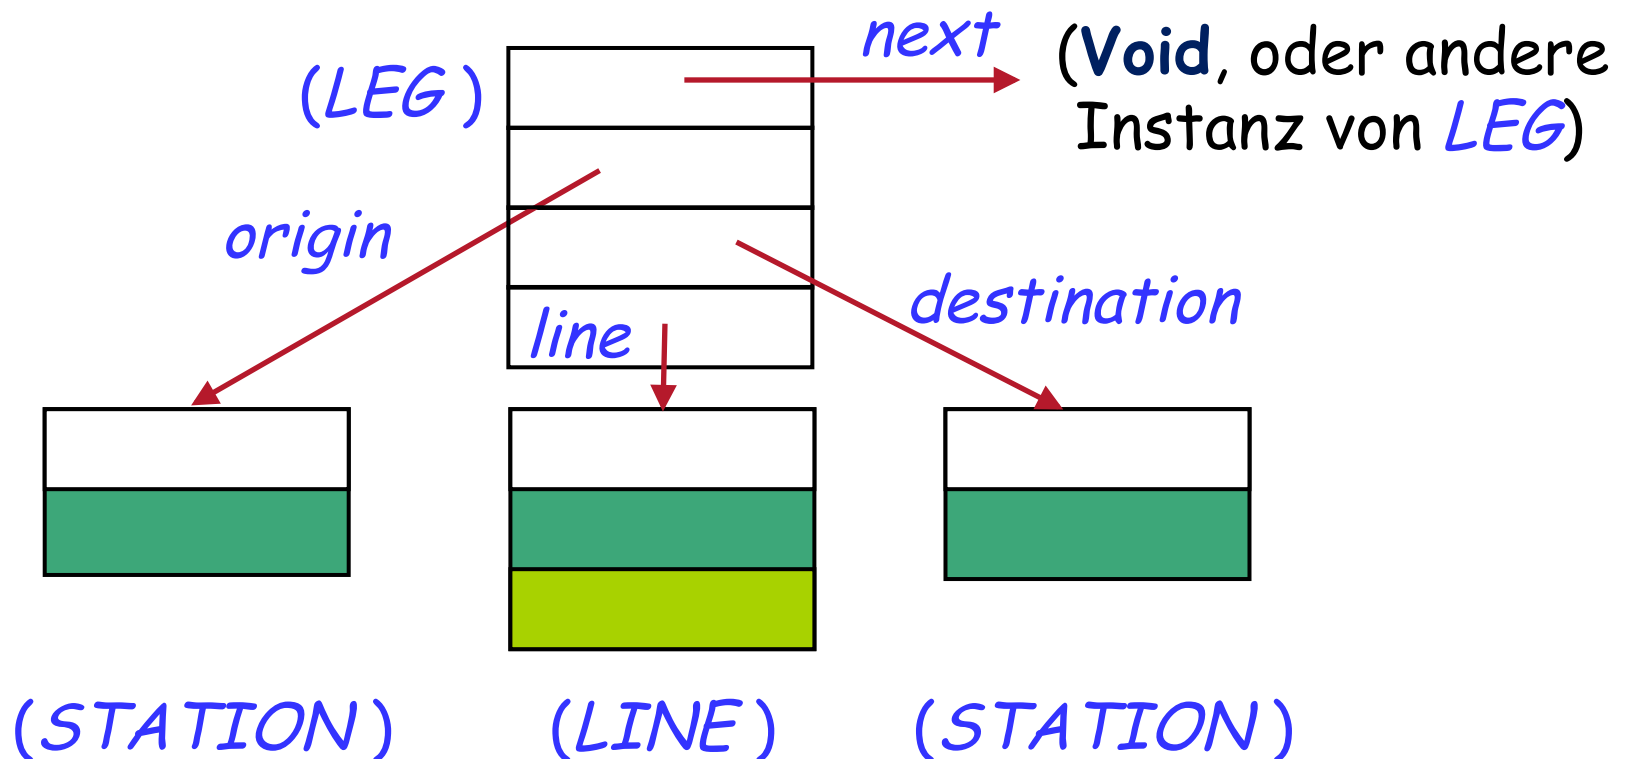 next
(Void, oder andere
Instanz von LEG)
(LEG )
origin
destination
line
(STATION )
(LINE )
(STATION )